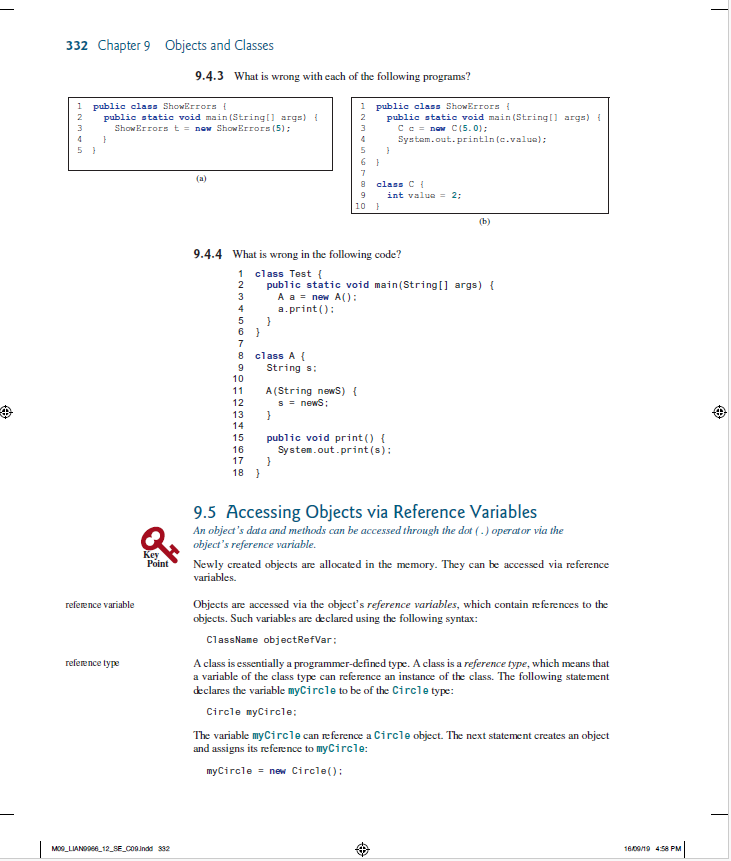 332 Chapter 9 Objects and Classes
9.4.3 What is wrong with each of the following programs?
1 public class ShowErrors {
2 public static void main(String[] args) {
3 ShowErrors t = new ShowErrors(5);
4 }
5 }
(a)
1 public class ShowErrors {
2 public static void main(String[] args) {
3 C c = new C(5.0);
4 System.out.println(c.value);
5 }
6 }
7
8 class C {
9 int value = 2;
10 }
(b)
9.4.4 What is wrong in the following code?
1 class Test {
2 public static void main(String[] args) {
3 A a = new A();
4 a.print();
5 }
6 }
7
8 class A {
9 String s;
10
11 A(String newS) {
12 s = newS;
13 }
14
15 public void print() {
16 System.out.print(s);
17 }
18 }
9.5 Accessing Objects via Reference Variables
An object's data and methods can be accessed through the dot (.) operator via the
object's reference variable.
Key
Point
Newly created objects are allocated in the memory. They can be accessed via reference
variables.
reference variable
Objects are accessed via the object's reference variables, which contain references to the
objects. Such variables are declared using the following syntax:
ClassName objectRefVar;
reference type
A class is essentially a programmer-defined type. A class is a reference type, which means that
a variable of the class type can reference an instance of the class. The following statement
declares the variable myCircle to be of the Circle type:
Circle myCircle;
The variable myCircle can reference a Circle object. The next statement creates an object
and assigns its reference to myCircle:
myCircle = new Circle();
M09_LIAN9966_12_SE_C09.indd 332
16/09/19 4:58 PM